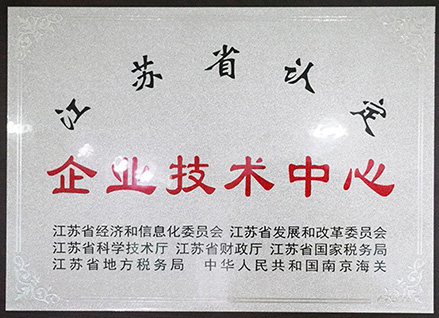 江苏省认定
企业技术中心
江苏省经济和信息化委员会 江苏省发展和改革委员会
江苏省科学技术厅 江苏省财政厅 江苏省国家税务局
江苏省地方税务局 中华人民共和国南京海关